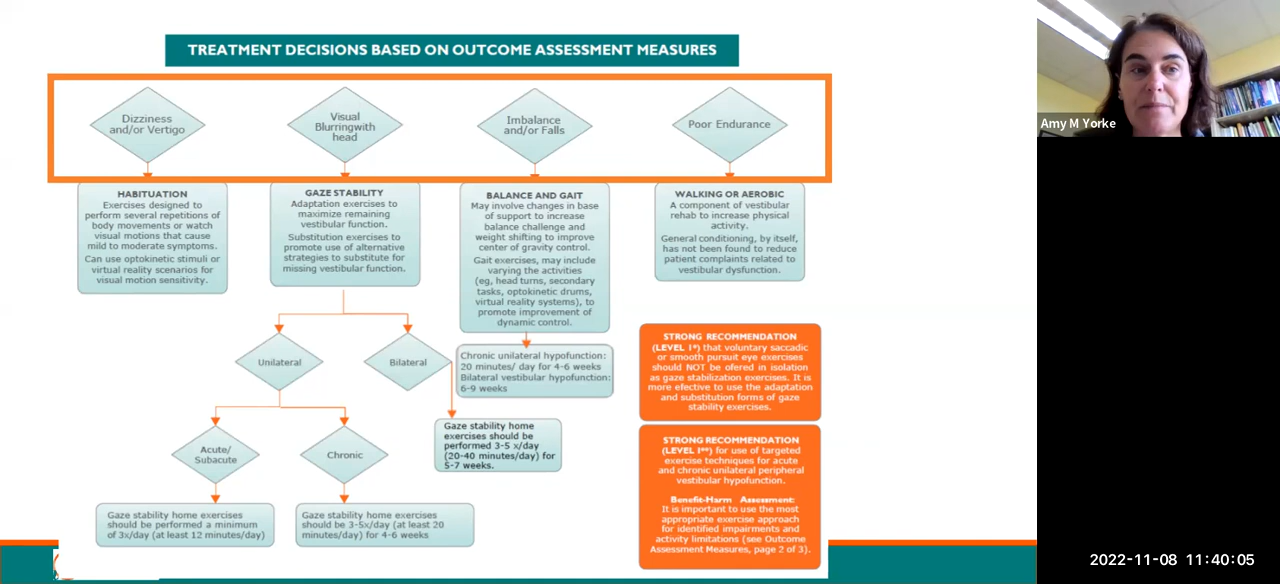 TREATMENT DECISIONS BASED ON OUTCOME ASSESSMENT MEASURES
Dizziness
and/or Vertigo
Visual
Blurringwith
head
Imbalance
and/or Falls
Poor Endurance
HABITUATION
Exercises designed to
perform several repetitions of
body movements or watch
visual motions that cause
mild to moderate symptoms.
Can use optokinetic stimuli or
virtual reality scenarios for
visual motion sensitivity.
GAZE STABILITY
Adaptation exercises to
maximize remaining
vestibular function.
Substitution exercises to
promote use of alternative
strategies to substitute for
missing vestibular function.
BALANCE AND GAIT
May involve changes in base
of support to increase
balance challenge and
weight shifting to improve
center of gravity control.
Gait exercises, may include
varying the activities
(eg, head turns, secondary
tasks, optokinetic drums,
virtual reality systems), to
promote improvement of
dynamic control.
WALKING OR AEROBIC
A component of vestibular
rehab to increase physical
activity.
General conditioning, by itself,
has not been found to reduce
patient complaints related to
vestibular dysfunction.
Unilateral
Bilateral
Chronic unilateral hypofunction:
20 minutes/ day for 4-6 weeks
Bilateral vestibular hypofunction:
6-9 weeks
Gaze stability home
exercises should be
performed 3-5 x/day
(20-40 minutes/day) for
5-7 weeks.
Acute/
Subacute
Chronic
Gaze stability home exercises
should be performed a minimum
of 3x/day (at least 12 minutes/day)
Gaze stability home exercises
should be 3-5x/day (at least 20
minutes/day) for 4-6 weeks
STRONG RECOMMENDATION
(LEVEL I*) that voluntary saccadic
or smooth pursuit eye exercises
should NOT be ofered in isolation
as gaze stabilization exercises. It is
more efective to use the adaptation
and substitution forms of gaze
stability exercises.
STRONG RECOMMENDATION
(LEVEL I**) for use of targeted
exercise techniques for acute
and chronic unilateral peripheral
vestibular hypofunction.
Benefit-Harm Assessment:
It is important to use the most
appropriate exercise approach
for identified impairments and
activity limitations (see Outcome
Assessment Measures, page 2 of 3).
Amy M Yorke
2022-11-08 11:40:05